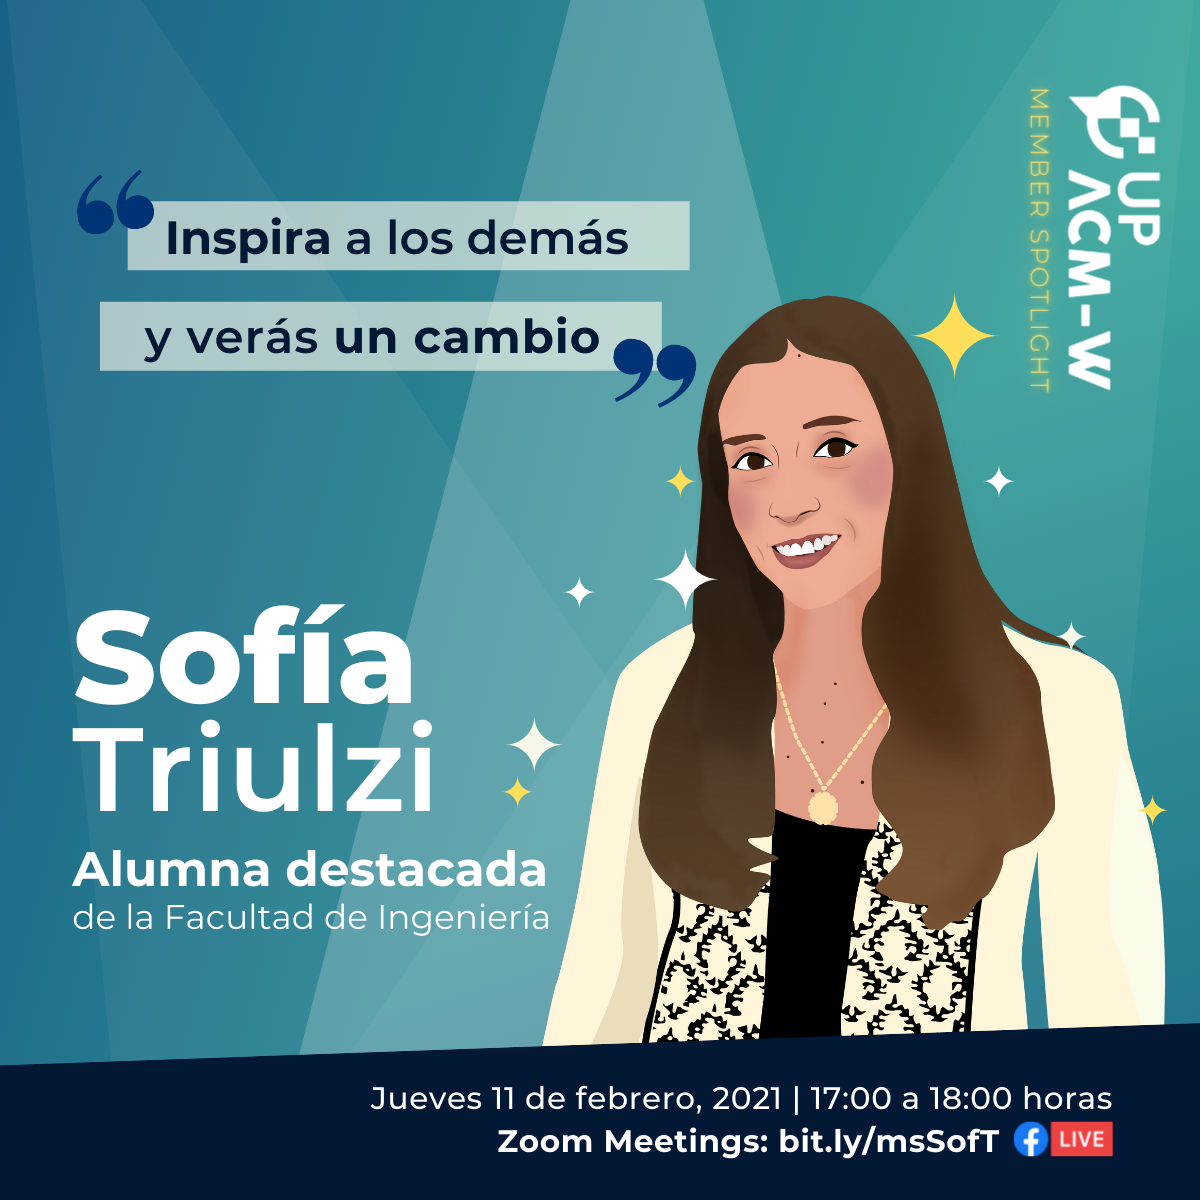 UP
ACM-W
MEMBER SPOTLIGHT
“Inspira a los demás
y verás un cambio”
Sofía
Triulzi
Alumna destacada
de la Facultad de Ingeniería
Jueves 11 de febrero, 2021 | 17:00 a 18:00 horas
Zoom Meetings: bit.ly/msSofT f LIVE